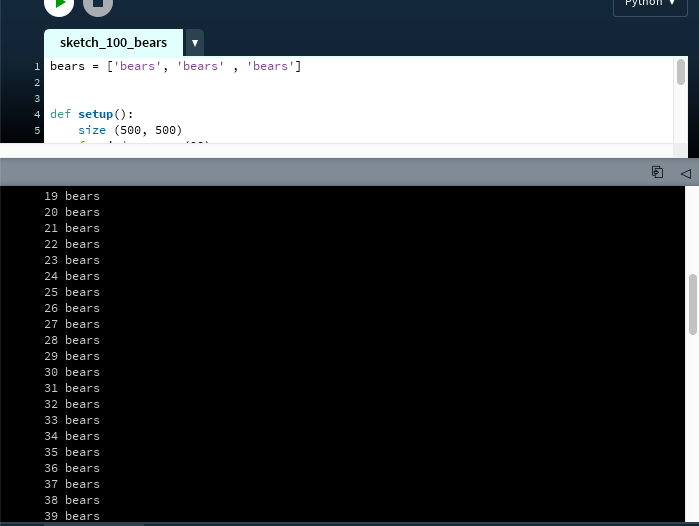 Python ▼
sketch_100_bears ▼
1 bears = ['bears', 'bears' , 'bears']
2
3
4 def setup():
5 size (500, 500)
19 bears
20 bears
21 bears
22 bears
23 bears
24 bears
25 bears
26 bears
27 bears
28 bears
29 bears
30 bears
31 bears
32 bears
33 bears
34 bears
35 bears
36 bears
37 bears
38 bears
39 bears